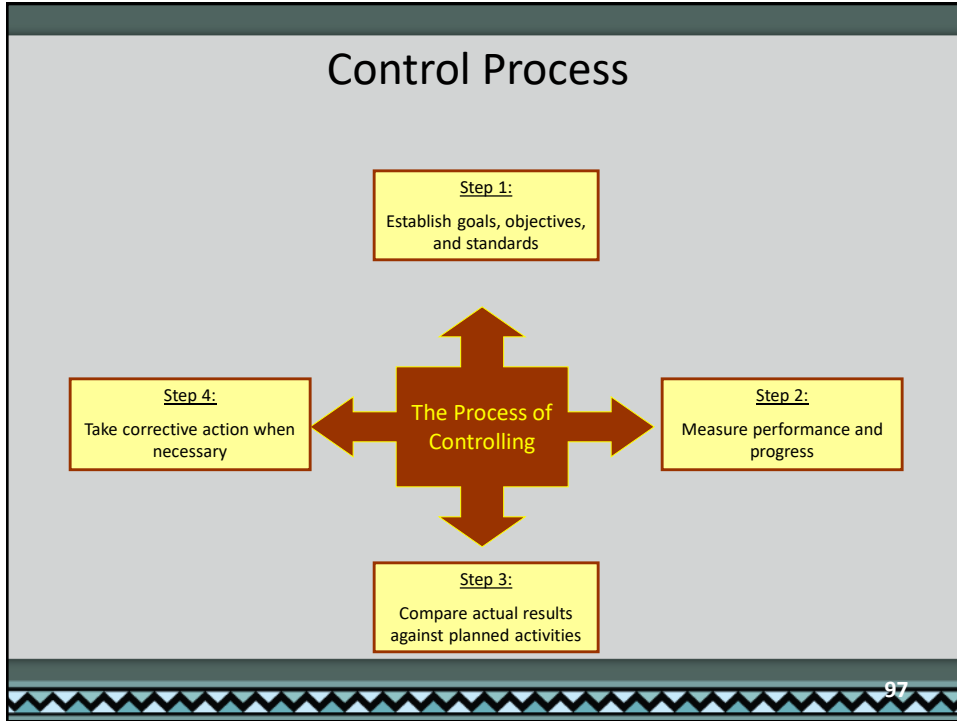 Control Process
Step 1:
Establish goals, objectives,
and standards
Step 4:
Take corrective action when
necessary
The Process of
Controlling
Step 2:
Measure performance and
progress
Step 3:
Compare actual results
against planned activities
97